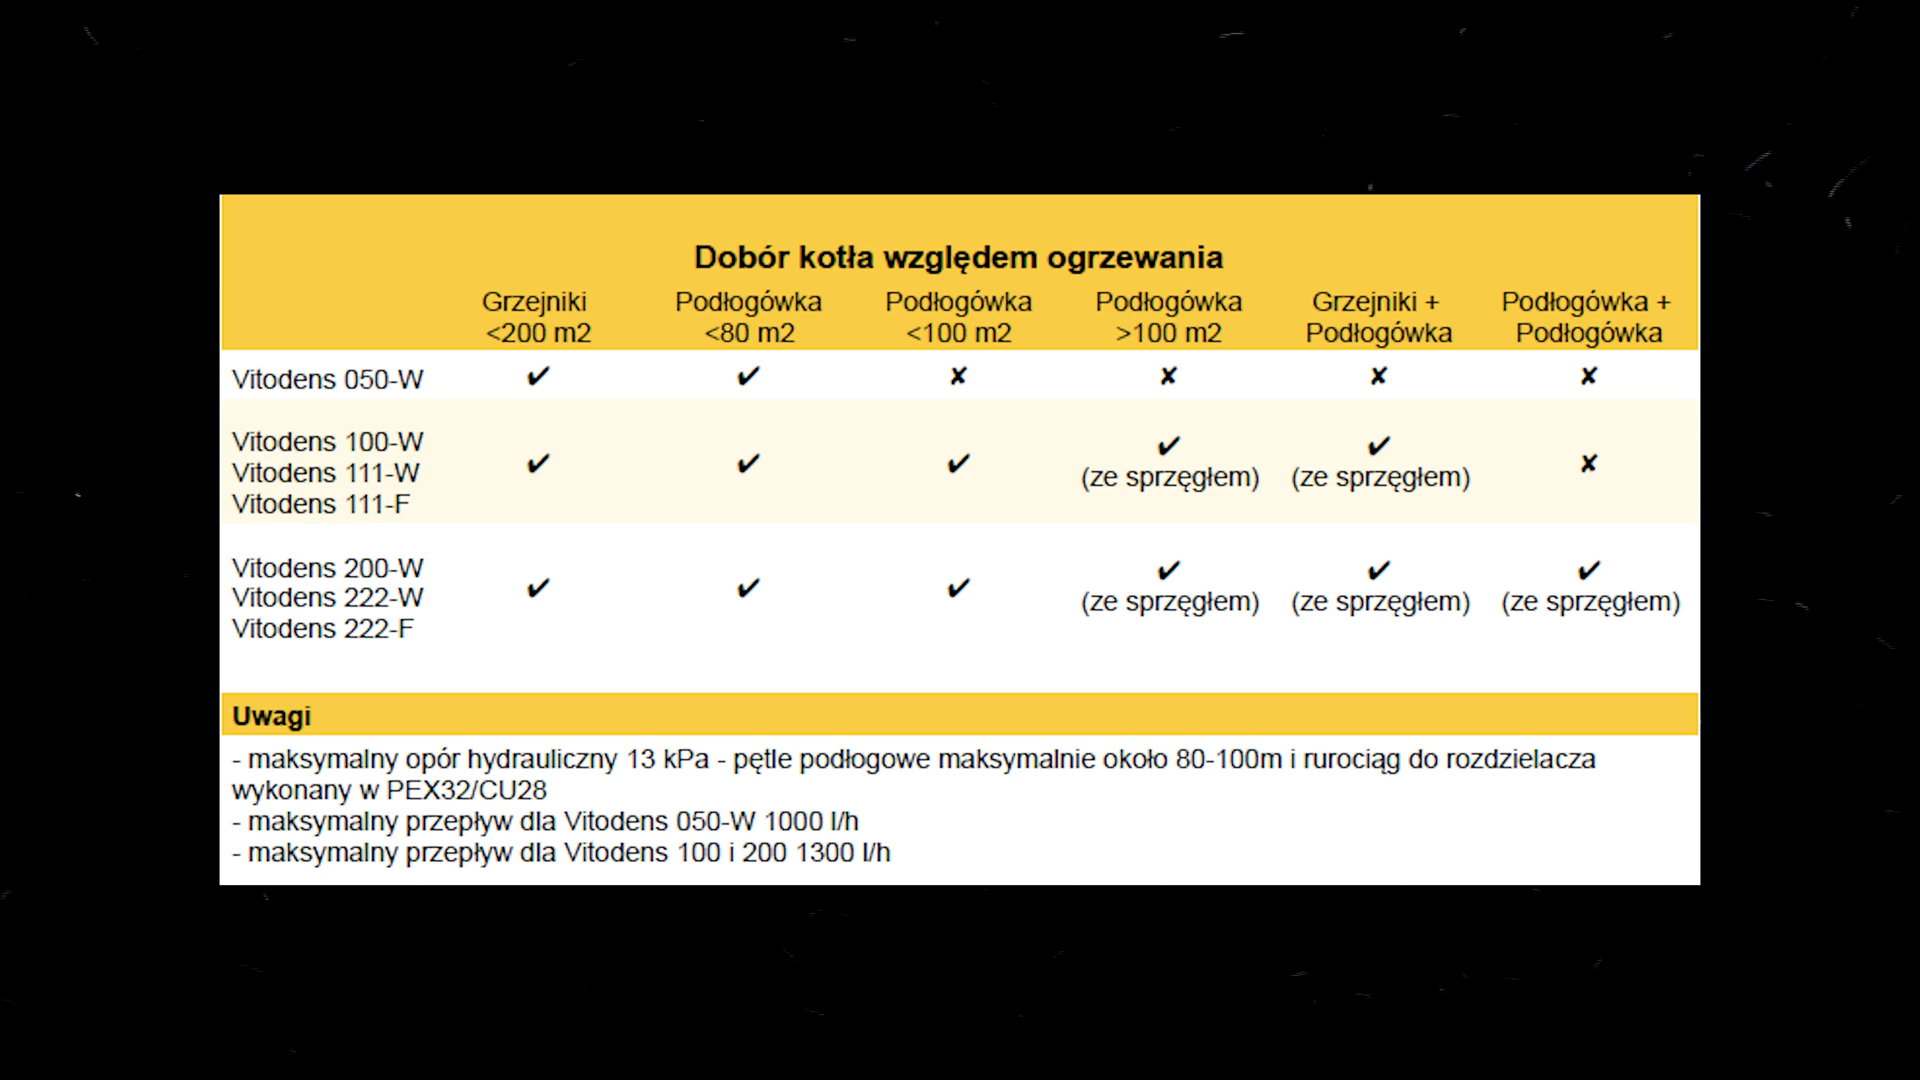 Dobór kotła względem ogrzewania
Grzejniki <200 m2 Podłogówka <80 m2 Podłogówka <100 m2 Podłogówka >100 m2 Grzejniki + Podłogówka Podłogówka + Podłogówka
Vitodens 050-W ✔ ✔ ✘ ✘ ✘ ✘
Vitodens 100-W
Vitodens 111-W
Vitodens 111-F
✔ ✔ ✔ ✔ (ze sprzęgłem) ✔ (ze sprzęgłem) ✘
Vitodens 200-W
Vitodens 222-W
Vitodens 222-F
✔ ✔ ✔ ✔ (ze sprzęgłem) ✔ (ze sprzęgłem) ✔ (ze sprzęgłem)
Uwagi
- maksymalny opór hydrauliczny 13 kPa - pętle podłogowe maksymalnie około 80-100m i rurociąg do rozdzielacza
wykonany w PEX32/CU28
- maksymalny przepływ dla Vitodens 050-W 1000 l/h
- maksymalny przepływ dla Vitodens 100 i 200 1300 l/h